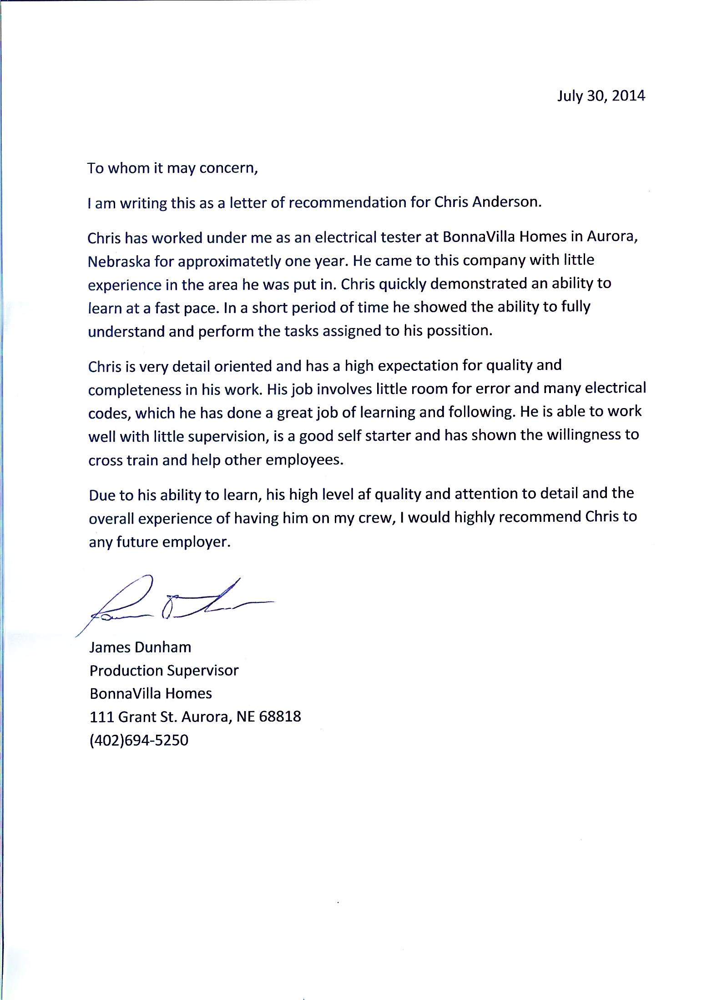 July 30, 2014
To whom it may concern,
I am writing this as a letter of recommendation for Chris Anderson.
Chris has worked under me as an electrical tester at BonnaVilla Homes in Aurora,
Nebraska for approximatetly one year. He came to this company with little
experience in the area he was put in. Chris quickly demonstrated an ability to
learn at a fast pace. In a short period of time he showed the ability to fully
understand and perform the tasks assigned to his possition.
Chris is very detail oriented and has a high expectation for quality and
completeness in his work. His job involves little room for error and many electrical
codes, which he has done a great job of learning and following. He is able to work
well with little supervision, is a good self starter and has shown the willingness to
cross train and help other employees.
Due to his ability to learn, his high level af quality and attention to detail and the
overall experience of having him on my crew, I would highly recommend Chris to
any future employer.
James Dunham
Production Supervisor
BonnaVilla Homes
111 Grant St. Aurora, NE 68818
(402)694-5250